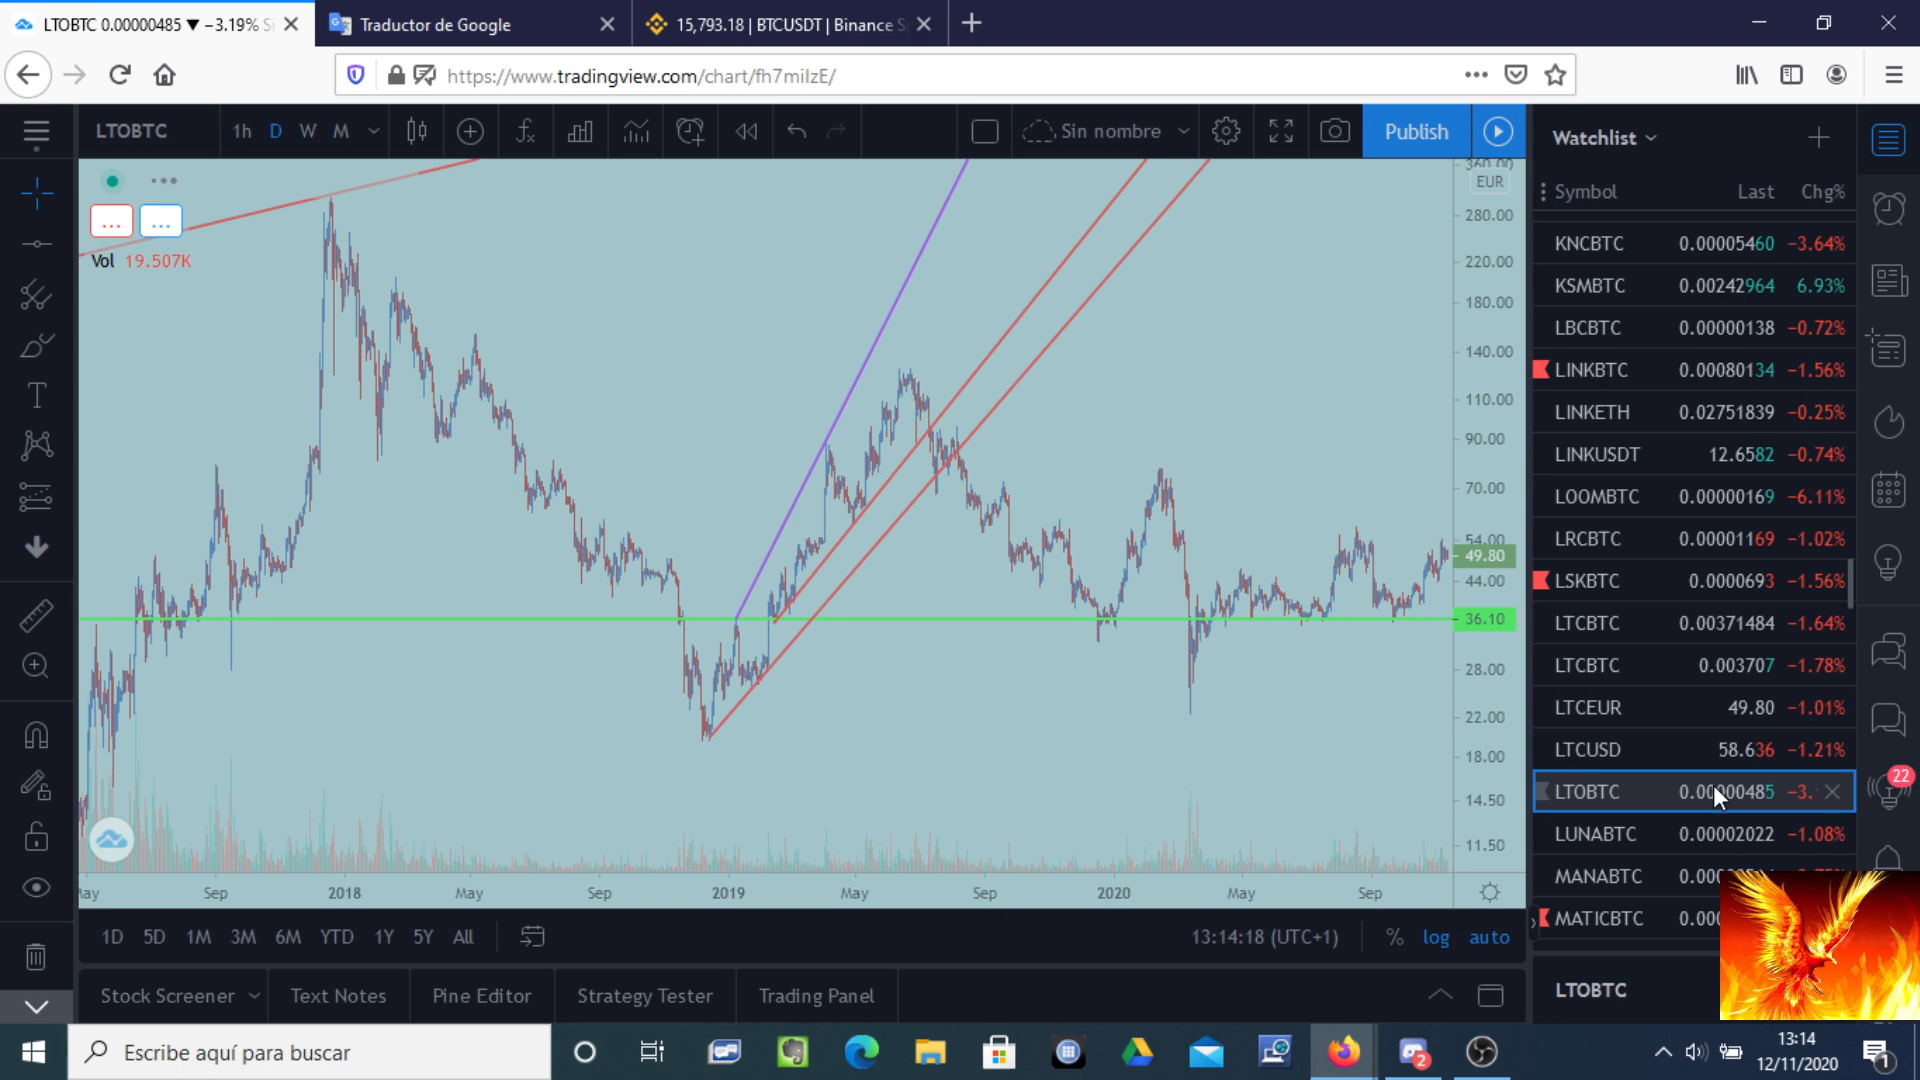 LTOBTC 0.00000485 ▼ −3.19%
Traductor de Google
15,793.18 | BTCUSDT | Binance
https://www.tradingview.com/chart/fh7milzE/
LTOBTC
1h D W M
Sin nombre
Publish
Watchlist
Symbol Last Chg%
EUR
...
...
Vol 19.507K
KNCBTC 0.00005460 −3.64%
KSMBTC 0.00242964 6.93%
LBCBTC 0.00000138 −0.72%
LINKBTC 0.00080134 −1.56%
LINKETH 0.02751839 −0.25%
LINKUSDT 12.6582 −0.74%
LOOMBTC 0.00000169 −6.11%
LRCBTC 0.00001169 −1.02%
LSKBTC 0.0000693 −1.56%
LTCBTC 0.00371484 −1.64%
LTCBTC 0.003707 −1.78%
LTCEUR 49.80 −1.01%
LTCUSD 58.636 −1.21%
LTOBTC 0.00000485 −3.
LUNABTC 0.00002022 −1.08%
MANABTC
MATICBTC
22
360.00
280.00
220.00
180.00
140.00
110.00
90.00
70.00
54.00
49.80
44.00
36.10
28.00
22.00
18.00
14.50
11.50
Sep 2018 May Sep 2019 May Sep 2020 May Sep
1D 5D 1M 3M 6M YTD 1Y 5Y All
13:14:18 (UTC+1) % log auto
Stock Screener Text Notes Pine Editor Strategy Tester Trading Panel
LTOBTC
Escribe aquí para buscar
2
13:14
12/11/2020
1